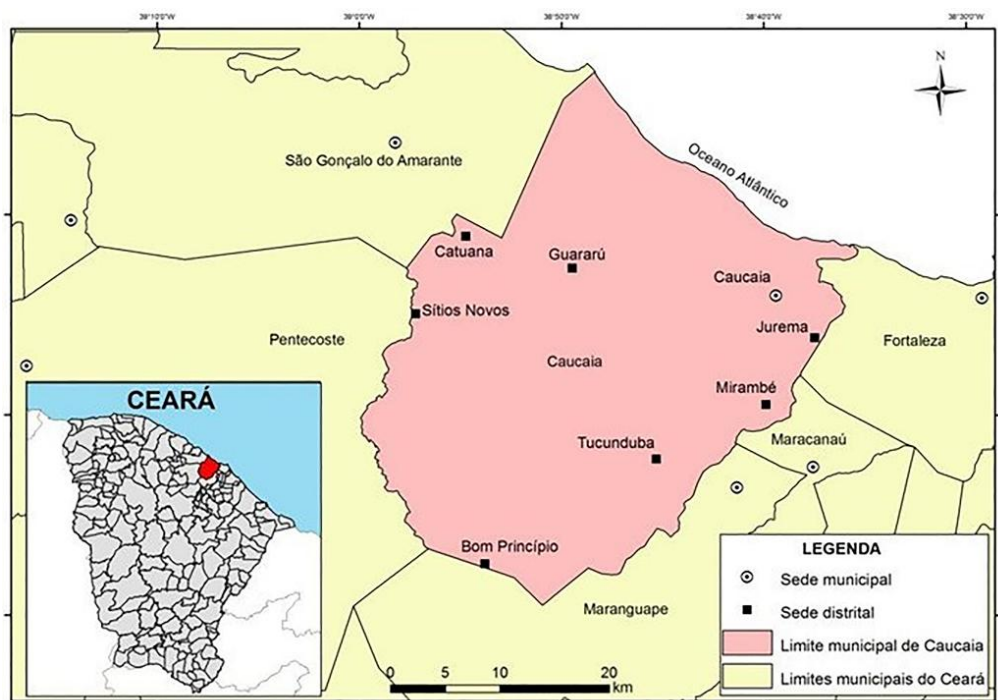 38°10'0"W 38°0'0"W 38°50'0"W 38°40'0"W 38°30'0"W
N
São Gonçalo do Amarante
Oceano Atlântico
Catuana
Guararú
Caucaia
Sítios Novos
Jurema
Pentecoste
Fortaleza
Caucaia
Mirambé
CEARÁ
Tucunduba
Maracanaú
Bom Princípio
Maranguape
LEGENDA
Sede municipal
Sede distrital
Limite municipal de Caucaia
Limites municipais do Ceará
0 5 10 20
km